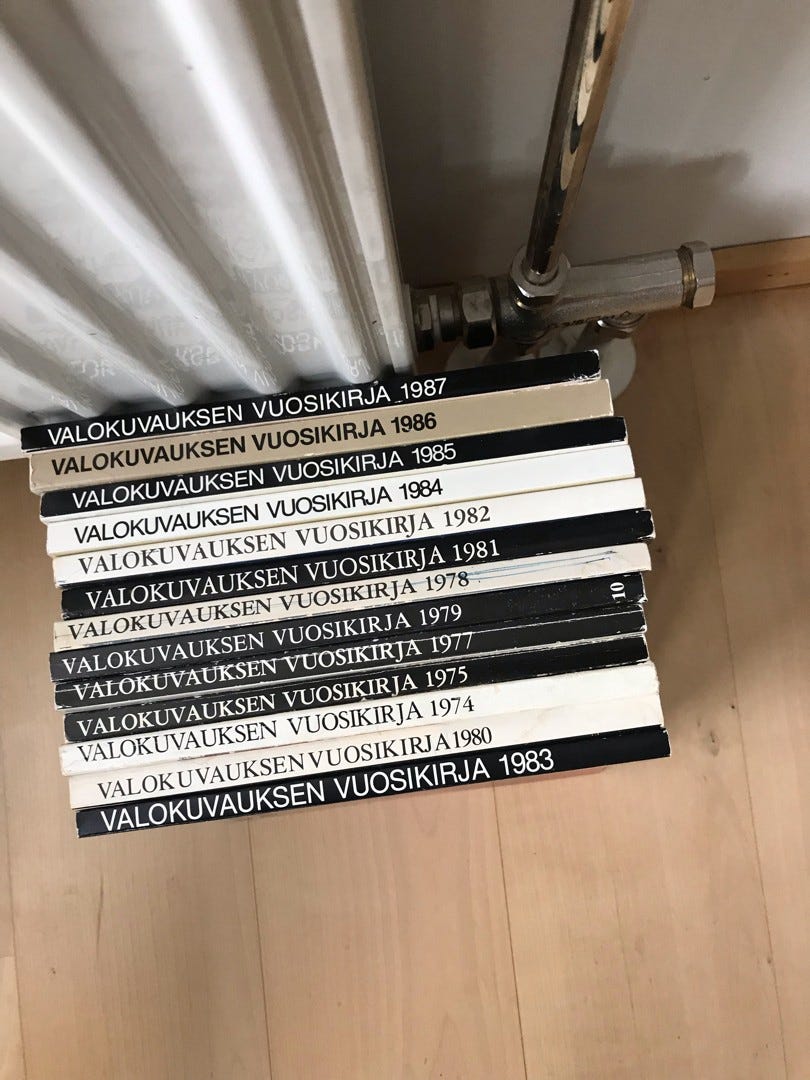 VALOKUVAUKSEN VUOSIKIRJA 1987
VALOKUVAUKSEN VUOSIKIRJA 1986
VALOKUVAUKSEN VUOSIKIRJA 1985
VALOKUVAUKSEN VUOSIKIRJA 1984
VALOKUVAUKSEN VUOSIKIRJA 1982
VALOKUVAUKSEN VUOSIKIRJA 1981
VALOKUVAUKSEN VUOSIKIRJA 1978
VALOKUVAUKSEN VUOSIKIRJA 1979 10
VALOKUVAUKSEN VUOSIKIRJA 1977
VALOKUVAUKSEN VUOSIKIRJA 1975
VALOKUVAUKSEN VUOSIKIRJA 1974
VALOKUVAUKSEN VUOSIKIRJA 1980
VALOKUVAUKSEN VUOSIKIRJA 1983